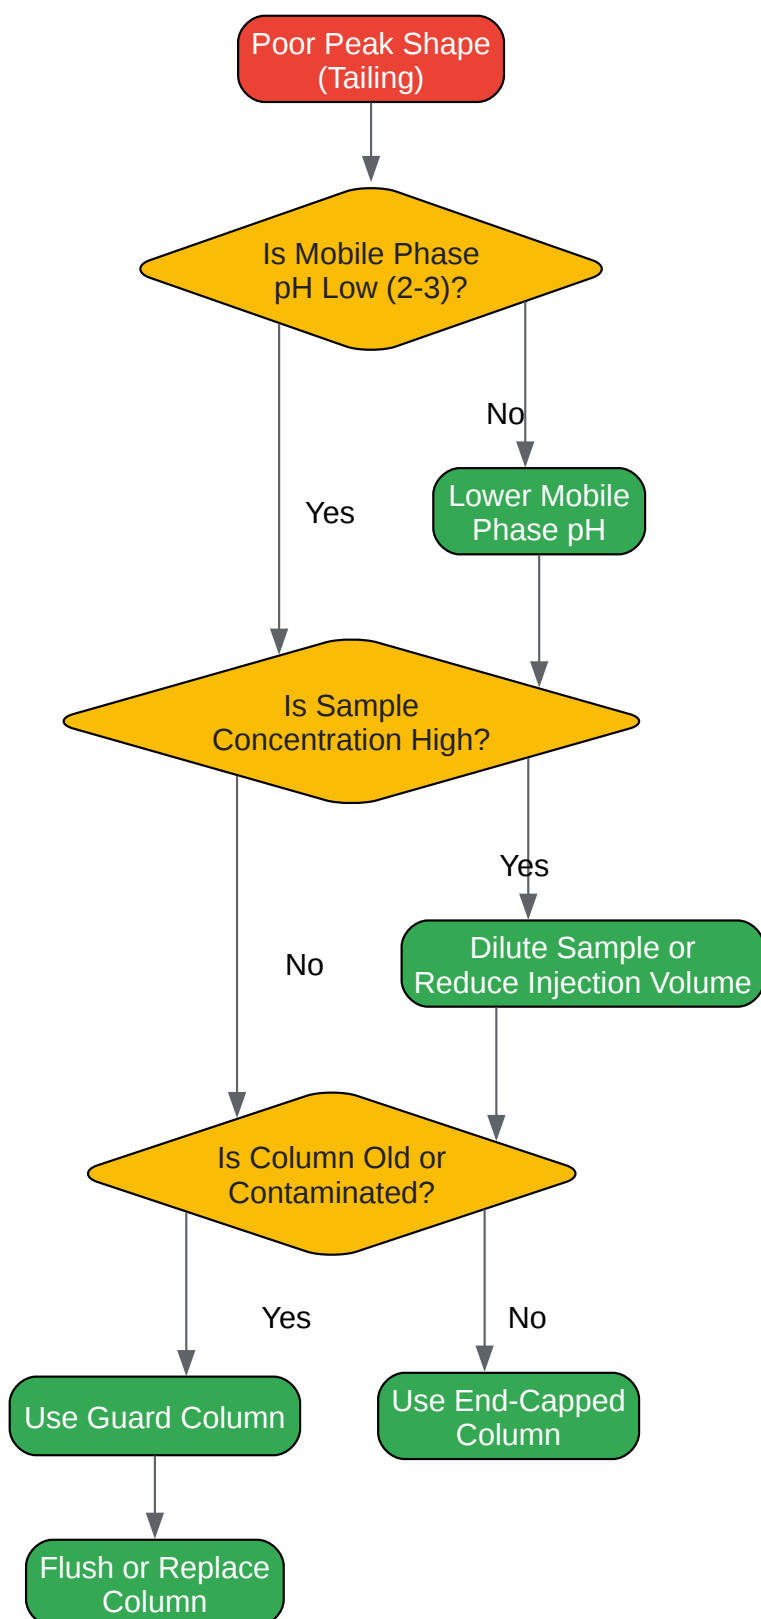 Poor Peak Shape
(Tailing)
Is Mobile Phase
pH Low (2-3)?
No
Yes
Lower Mobile
Phase pH
Is Sample
Concentration High?
Yes
No
Dilute Sample or
Reduce Injection Volume
Is Column Old or
Contaminated?
Yes
No
Use Guard Column
Use End-Capped
Column
Flush or Replace
Column